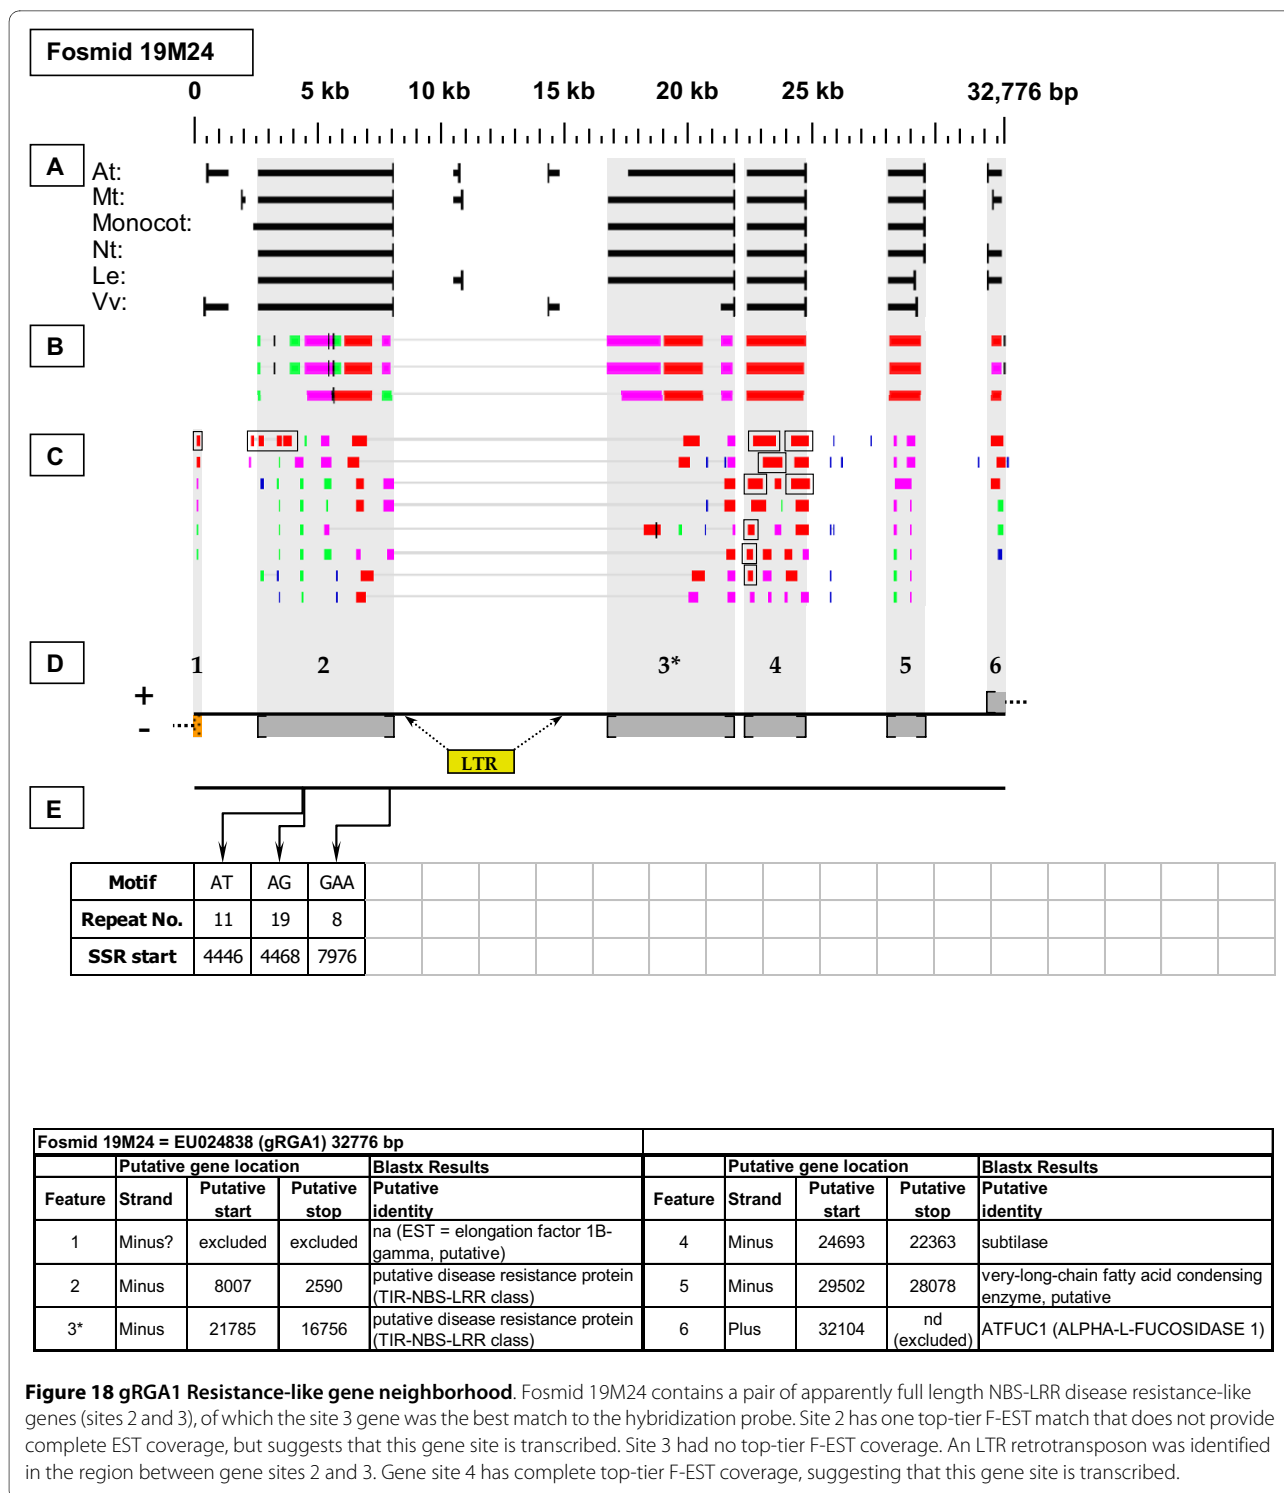 Fosmid 19M24
0 5 kb 10 kb 15 kb 20 kb 25 kb 32,776 bp
A
At:
Mt:
Monocot:
Nt:
Le:
Vv:
B
C
D
1 2 3* 4 5 6
+
-
LTR
E
Motif AT AG GAA
Repeat No. 11 19 8
SSR start 4446 4468 7976
Fosmid 19M24 = EU024838 (gRGA1) 32776 bp
Putative gene location Blastx Results Putative gene location Blastx Results
Feature Strand Putative start Putative stop Putative identity Feature Strand Putative start Putative stop Putative identity
1 Minus? excluded excluded na (EST = elongation factor 1B-gamma, putative) 4 Minus 24693 22363 subtilase
2 Minus 8007 2590 putative disease resistance protein (TIR-NBS-LRR class) 5 Minus 29502 28078 very-long-chain fatty acid condensing enzyme, putative
3* Minus 21785 16756 putative disease resistance protein (TIR-NBS-LRR class) 6 Plus 32104 nd (excluded) ATFUC1 (ALPHA-L-FUCOSIDASE 1)
Figure 18 gRGA1 Resistance-like gene neighborhood. Fosmid 19M24 contains a pair of apparently full length NBS-LRR disease resistance-like
genes (sites 2 and 3), of which the site 3 gene was the best match to the hybridization probe. Site 2 has one top-tier F-EST match that does not provide
complete EST coverage, but suggests that this gene site is transcribed. Site 3 had no top-tier F-EST coverage. An LTR retrotransposon was identified
in the region between gene sites 2 and 3. Gene site 4 has complete top-tier F-EST coverage, suggesting that this gene site is transcribed.